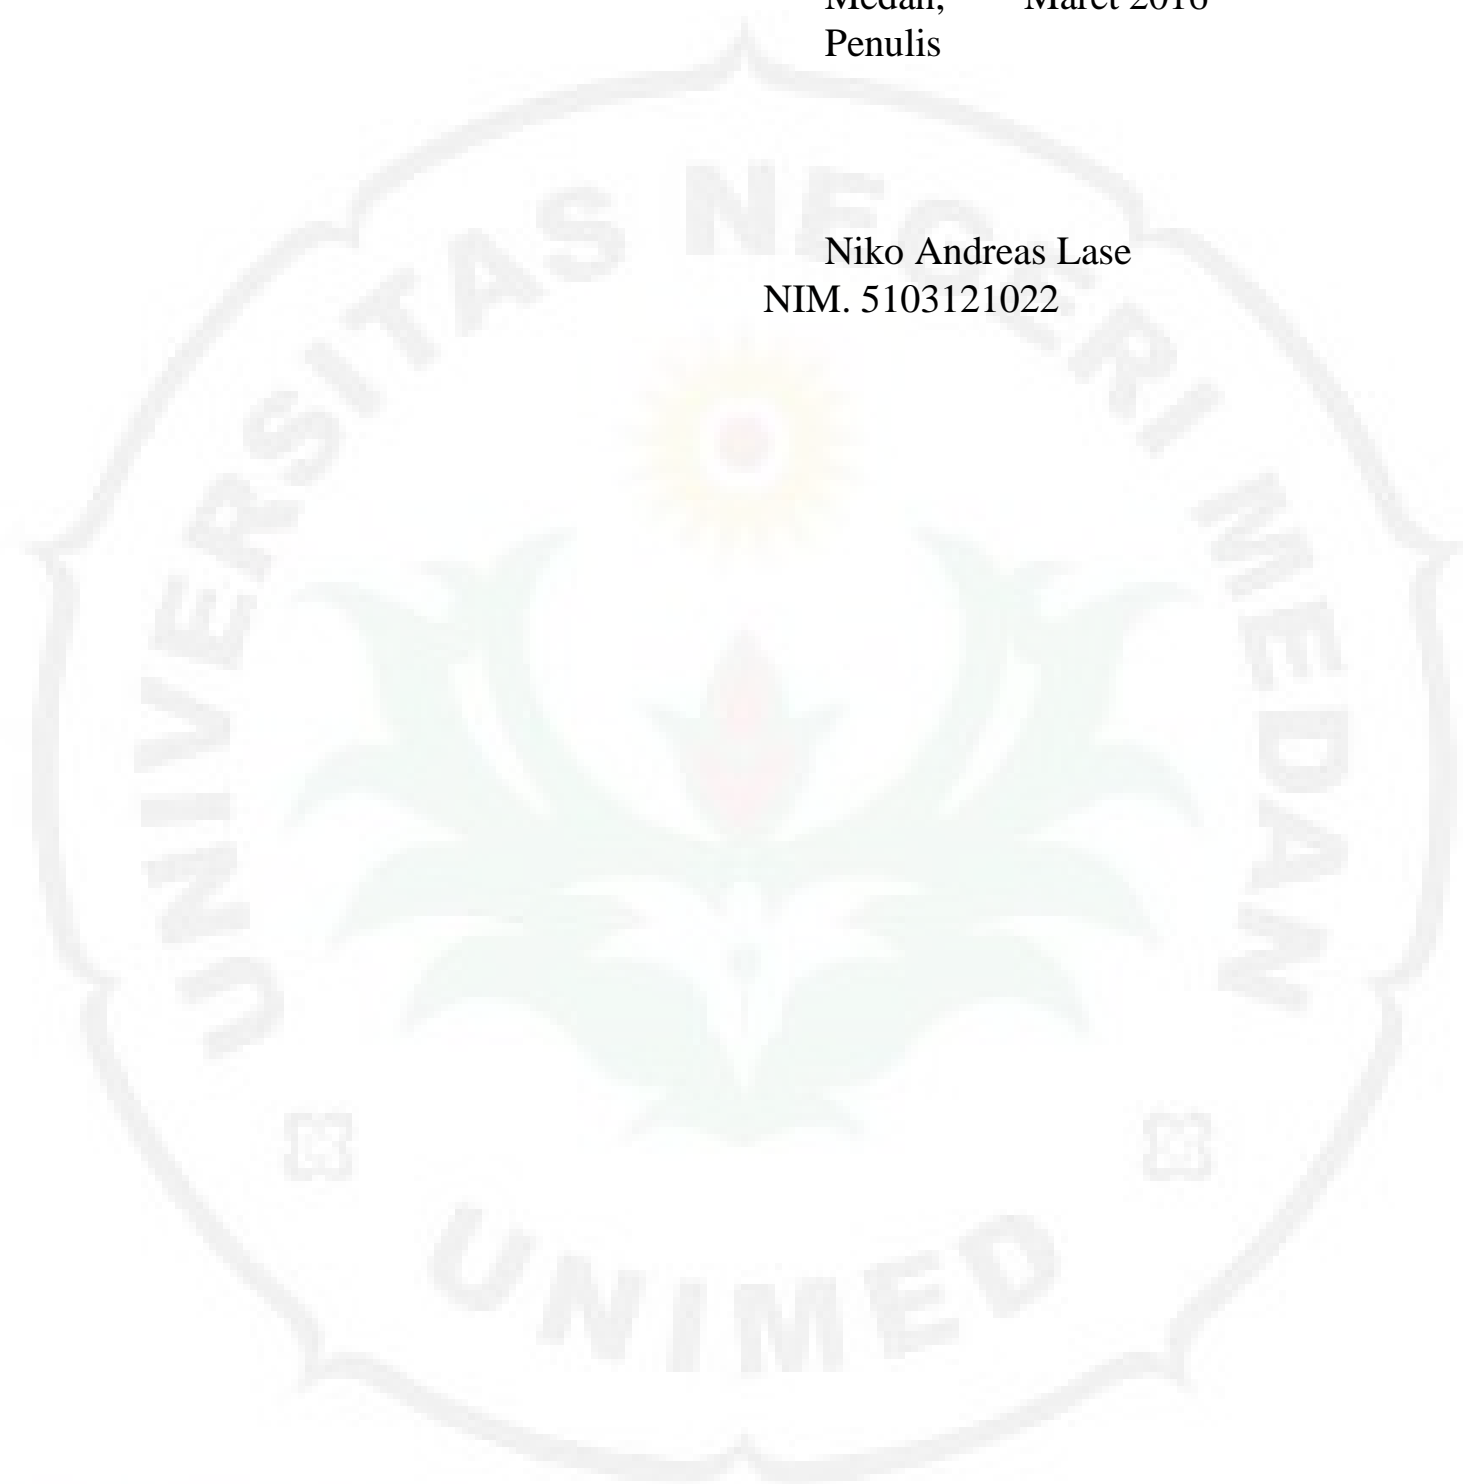 Medan, Maret 2016
Penulis
Niko Andreas Lase
NIM. 5103121022
UNIVERSITAS NEGERI MEDAN
UNIMED